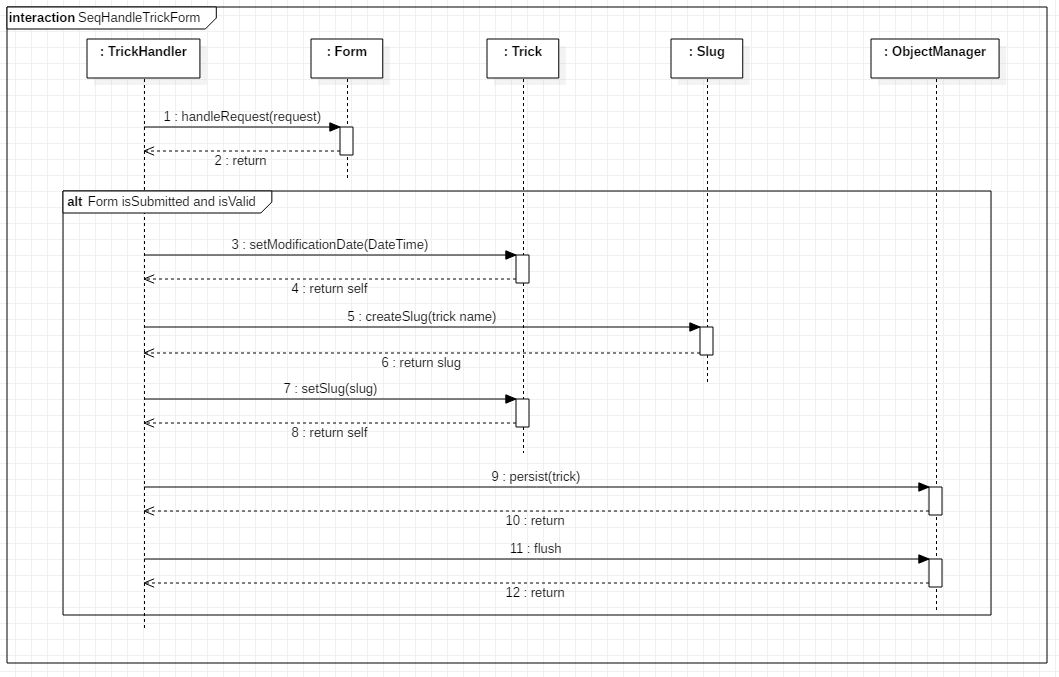 interaction SeqHandleTrickForm
: TrickHandler
: Form
: Trick
: Slug
: ObjectManager
1 : handleRequest(request)
2 : return
alt Form isSubmitted and isValid
3 : setModificationDate(DateTime)
4 : return self
5 : createSlug(trick name)
6 : return slug
7 : setSlug(slug)
8 : return self
9 : persist(trick)
10 : return
11 : flush
12 : return